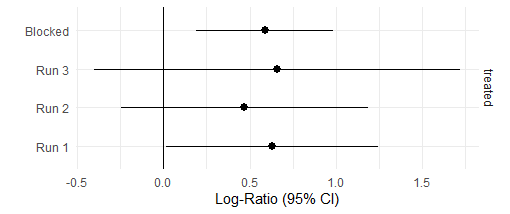 Blocked
Run 3
Run 2
Run 1
treated
-0.5 0.0 0.5 1.0 1.5
Log-Ratio (95% CI)